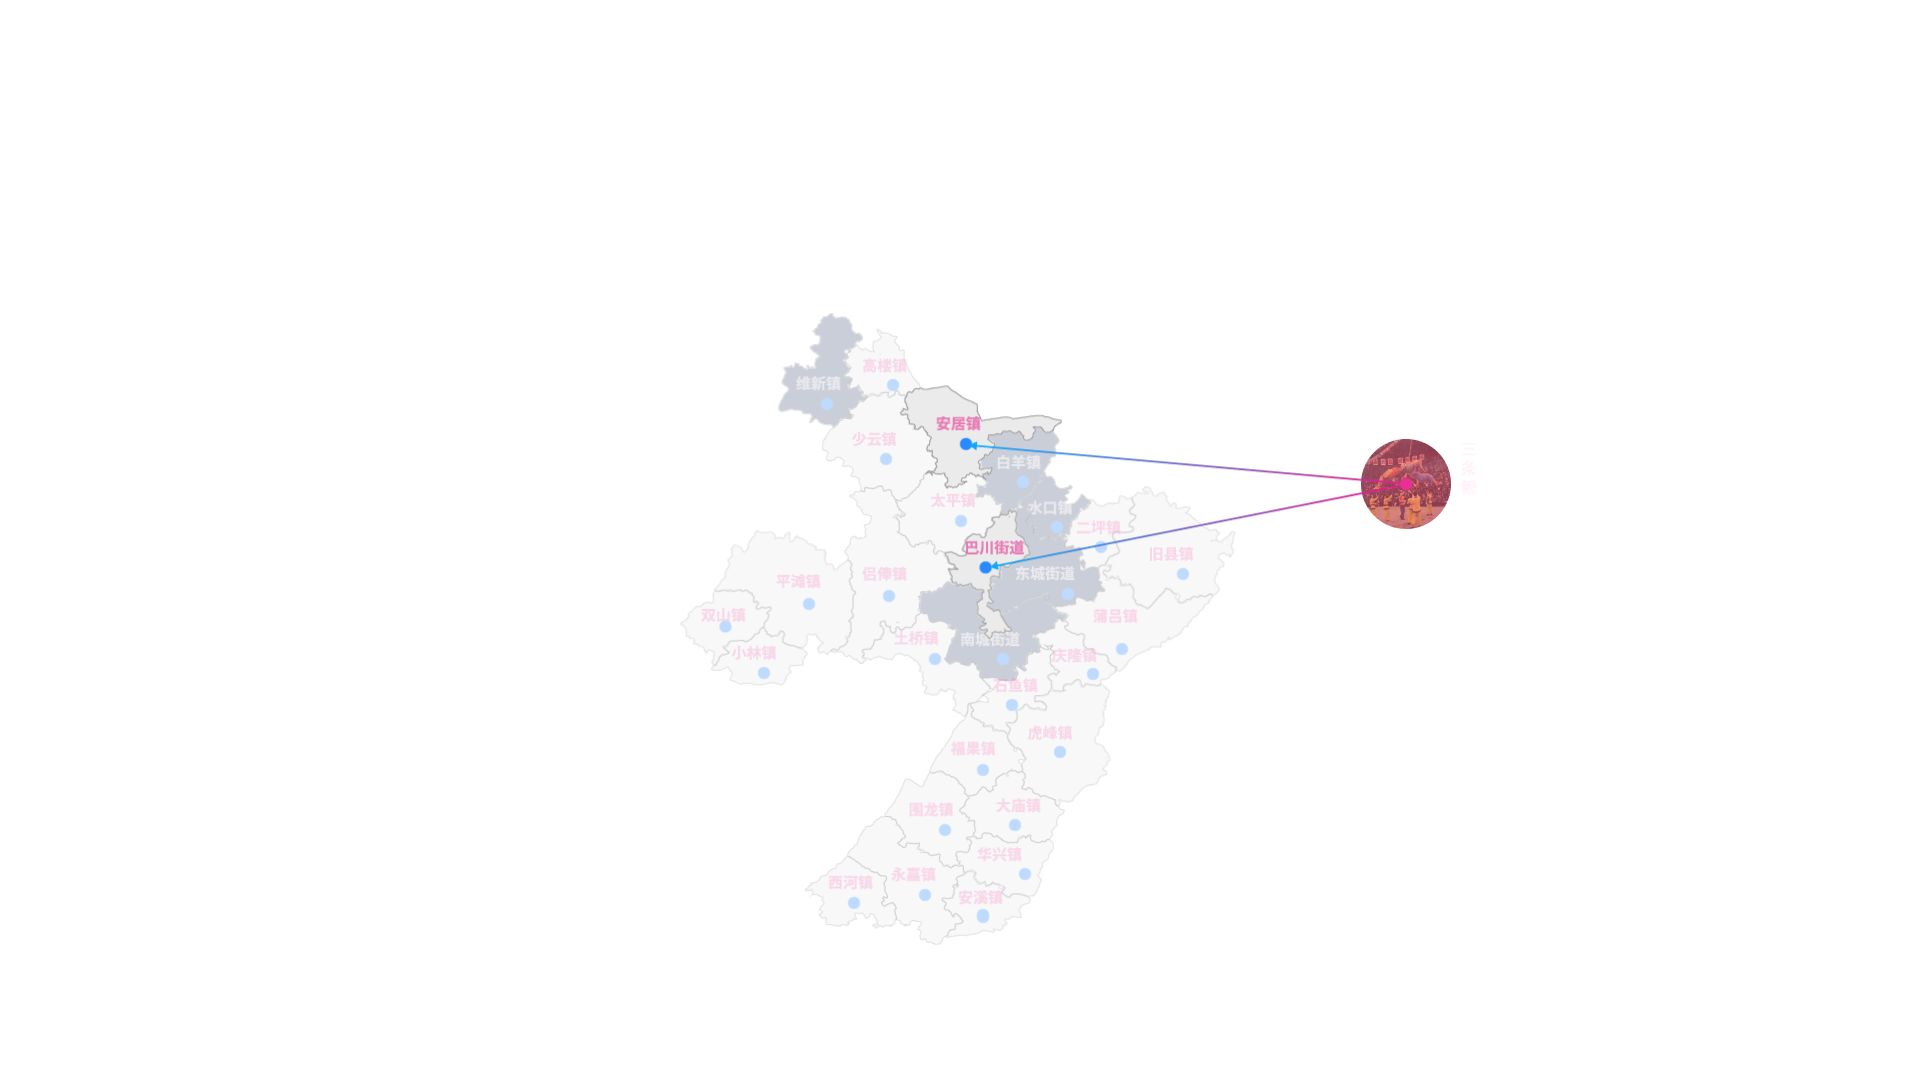 高楼镇
维新镇
安居镇
少云镇
白羊镇
太平镇
水口镇
二坪镇
巴川街道
旧县镇
侣俸镇
东城街道
平滩镇
双山镇
蒲吕镇
土桥镇
南城街道
小林镇
庆隆镇
石鱼镇
虎峰镇
福果镇
围龙镇
大庙镇
华兴镇
永嘉镇
西河镇
安溪镇